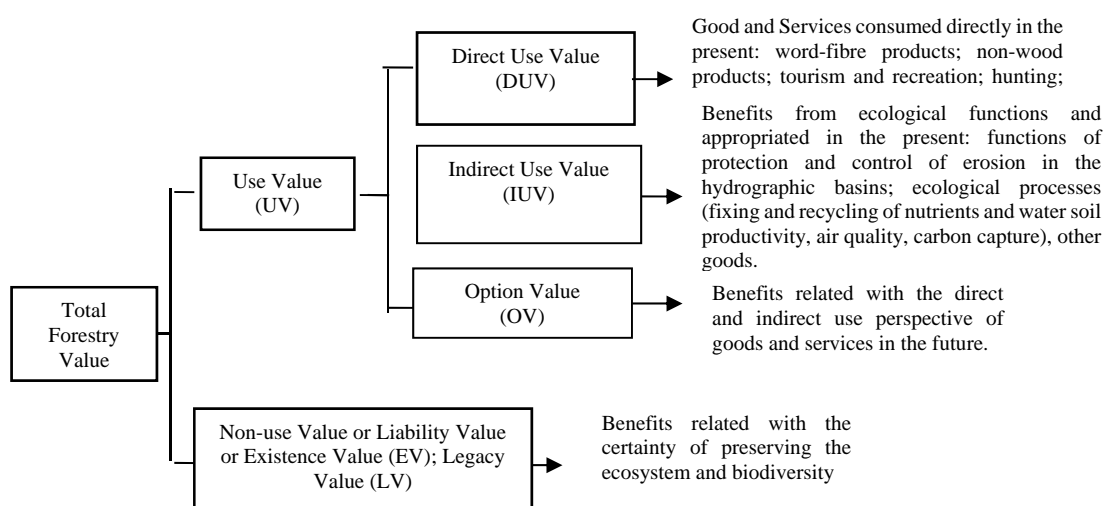 Direct Use Value
(DUV)
Good and Services consumed directly in the
present: word-fibre products; non-wood
products; tourism and recreation; hunting;
Use Value
(UV)
Indirect Use Value
(IUV)
Benefits from ecological functions and
appropriated in the present: functions of
protection and control of erosion in the
hydrographic basins; ecological processes
(fixing and recycling of nutrients and water soil
productivity, air quality, carbon capture), other
goods.
Option Value
(OV)
Benefits related with the direct
and indirect use perspective of
goods and services in the future.
Total
Forestry
Value
Non-use Value or Liability Value
or Existence Value (EV); Legacy
Value (LV)
Benefits related with the
certainty of preserving the
ecosystem and biodiversity